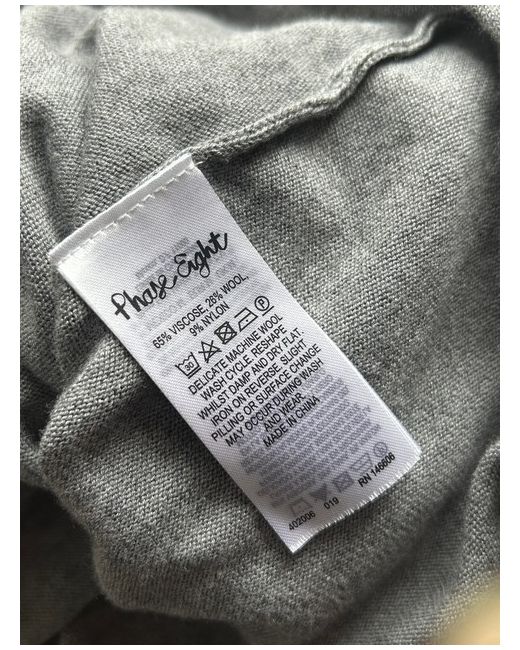 Phase Eight
65% VISCOSE, 26% WOOL,
9% NYLON
30
DELICATE MACHINE WOOL
WASH CYCLE. RESHAPE
WHILST DAMP AND DRY FLAT.
IRON ON REVERSE. SLIGHT
PILLING OR SURFACE CHANGE
MAY OCCUR DURING WASH
AND WEAR.
MADE IN CHINA
402006 019 RN 146606